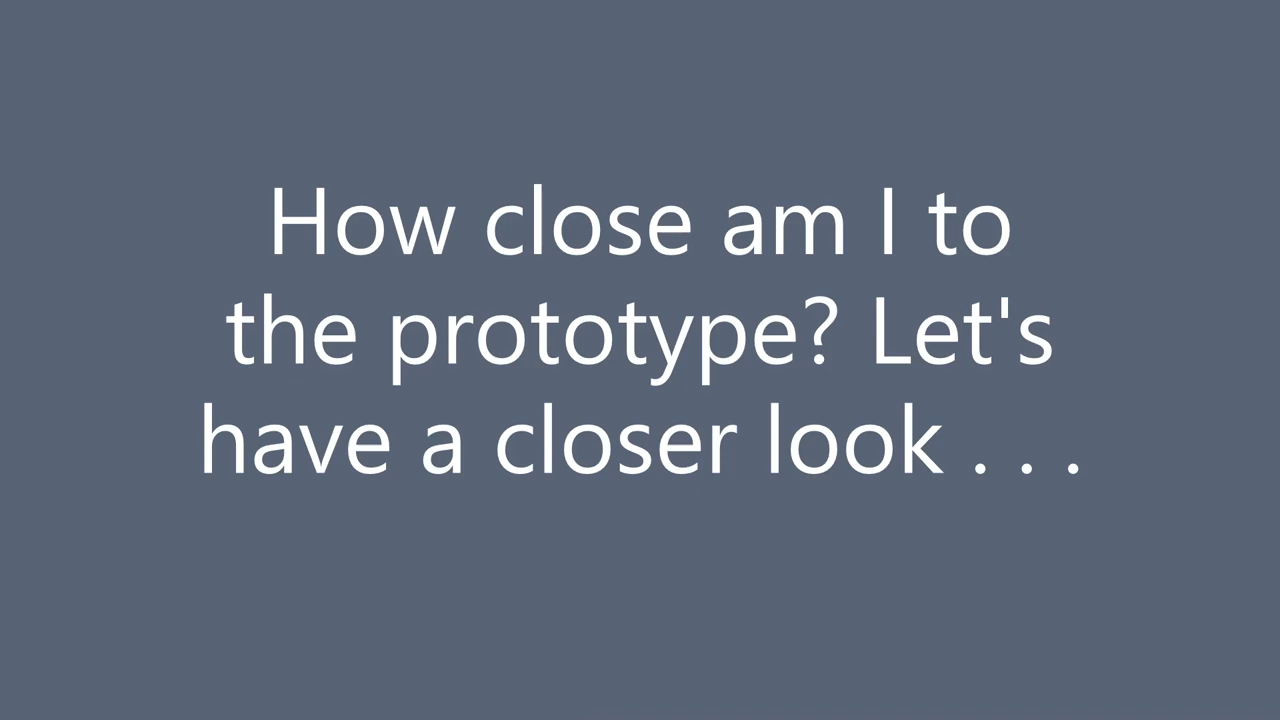 How close am I to
the prototype? Let's
have a closer look . . .